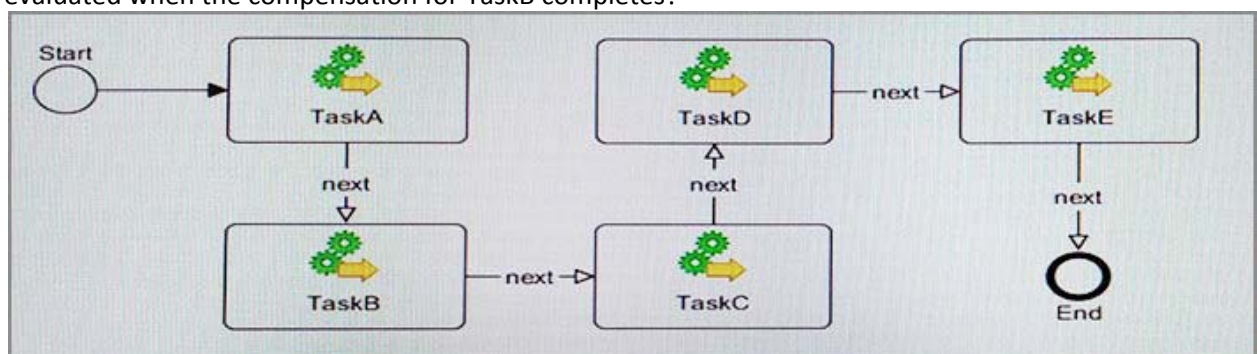 evaluated when the compensation for TaskB completes?
Start
TaskA
next
TaskB
next
TaskC
next
TaskD
next
TaskE
next
End